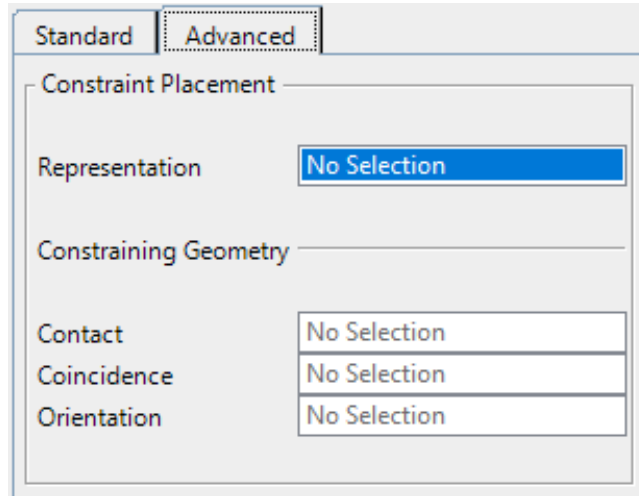 Standard Advanced
Constraint Placement
Representation No Selection
Constraining Geometry
Contact No Selection
Coincidence No Selection
Orientation No Selection